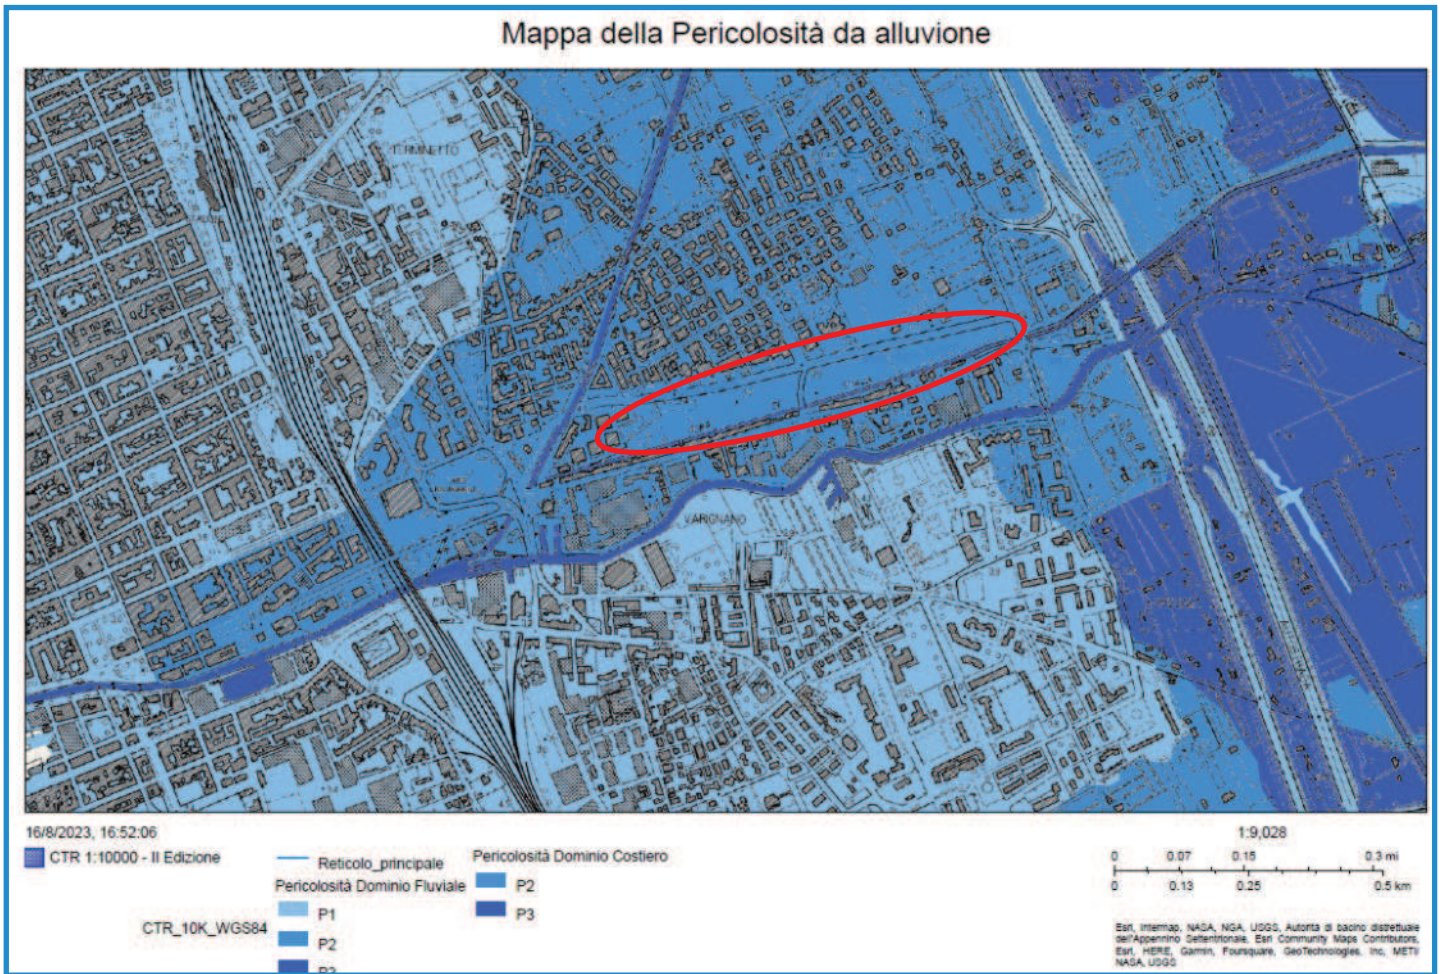 Mappa della Pericolosità da alluvione
TERMINETTO
VARIGNANO
16/8/2023, 16:52:06
CTR 1:10000 - II Edizione
CTR_10K_WGS84
Reticolo_principale
Pericolosità Dominio Fluviale
P1
P2
P3
Pericolosità Dominio Costiero
P2
P3
1:9,028
0 0.07 0.15 0.3 mi
0 0.13 0.25 0.5 km
Esri, Intermap, NASA, NGA, USGS, Autorità di bacino distrettuale
dell'Appennino Settentrionale, Esri Community Maps Contributors,
Esri, HERE, Garmin, Foursquare, GeoTechnologies, Inc, METI/
NASA, USGS